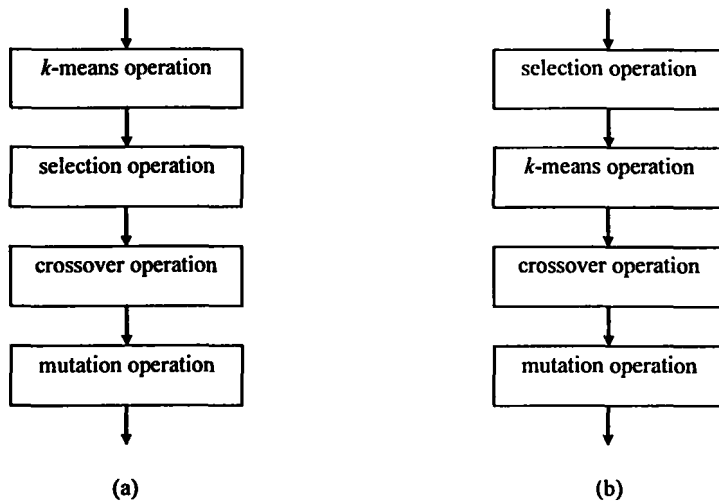 k-means operation
selection operation
crossover operation
mutation operation
(a)
selection operation
k-means operation
crossover operation
mutation operation
(b)